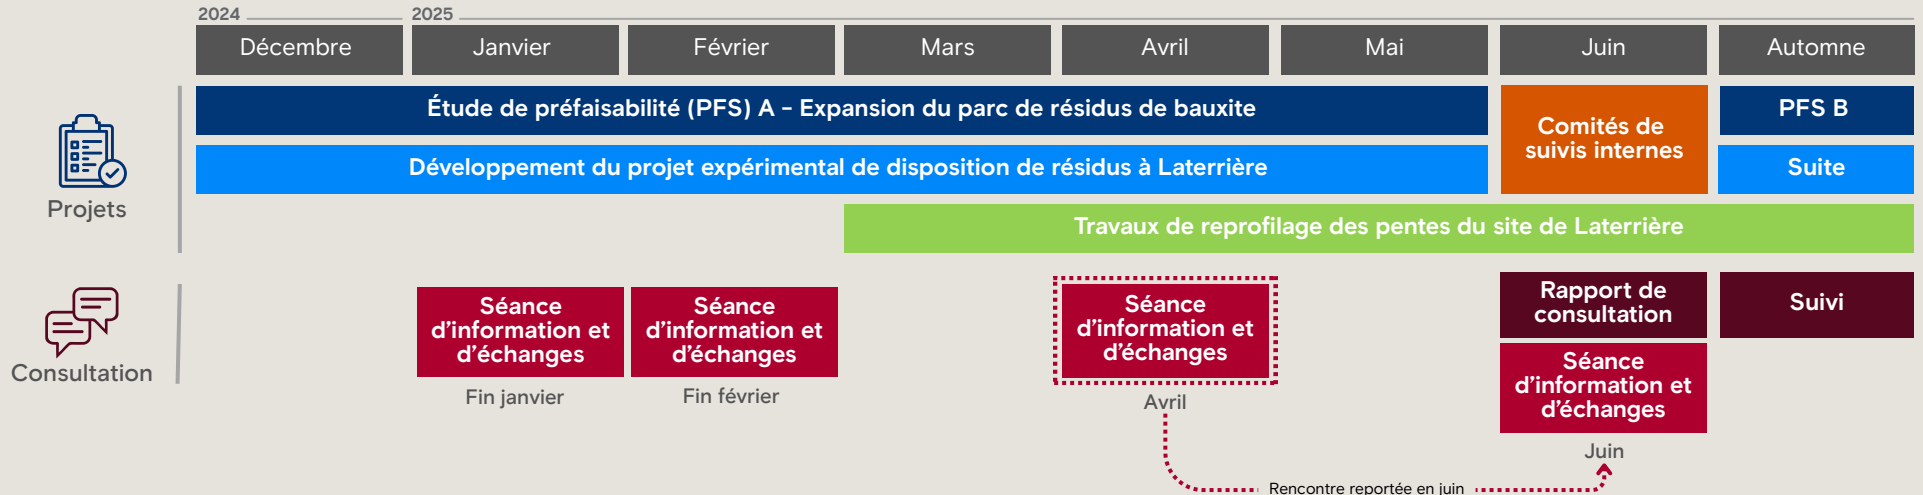 2024
2025
Décembre
Janvier
Février
Mars
Avril
Mai
Juin
Automne
Projets
Étude de préfaisabilité (PFS) A - Expansion du parc de résidus de bauxite
Comités de
suivis internes
PFS B
Développement du projet expérimental de disposition de résidus à Laterrière
Suite
Travaux de reprofilage des pentes du site de Laterrière
Consultation
Séance
d'information et
d'échanges
Fin janvier
Séance
d'information et
d'échanges
Fin février
Séance
d'information et
d'échanges
Avril
Rapport de
consultation
Suivi
Séance
d'information et
d'échanges
Juin
Rencontre reportée en juin